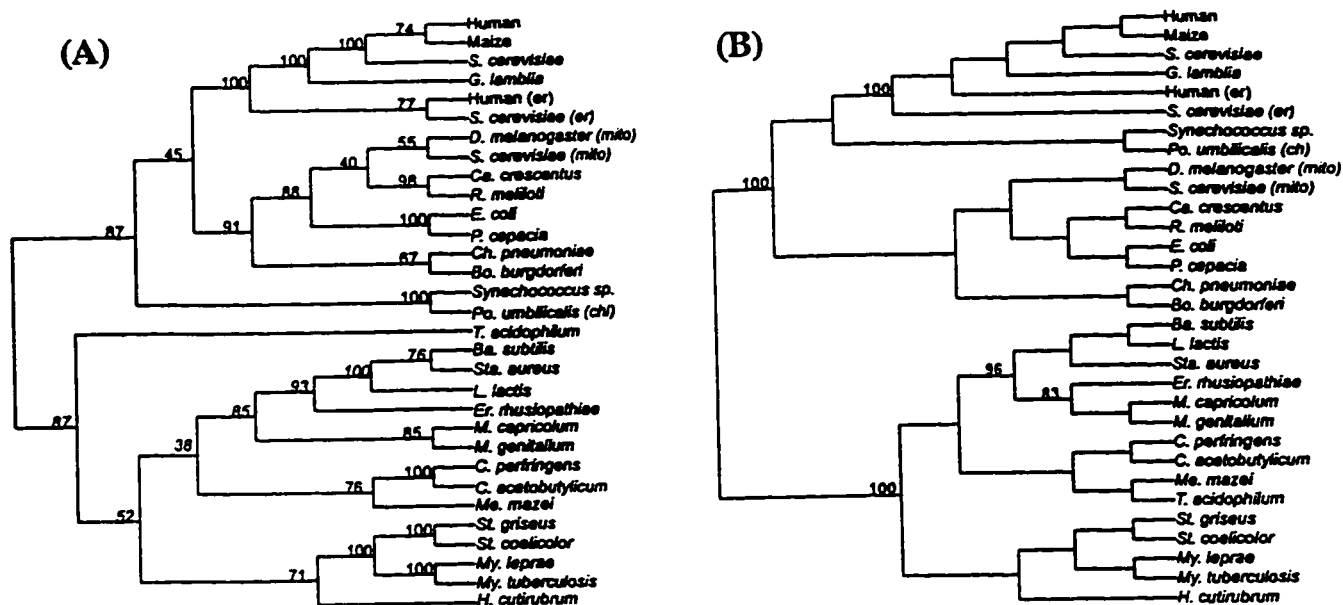 (A)
74
Human
Maize
100
S. cerevisiae
100
G. lamblia
100
Human (er)
77
S. cerevisiae (er)
D. melanogaster (mito)
55
S. cerevisiae (mito)
45
40
Ca. crescentus
98
R. meliloti
88
E. coli
100
P. cepacia
91
87
Ch. pneumoniae
67
Bo. burgdorferi
Synechococcus sp.
100
Po. umbilicalis (chl)
T. acidophilum
Ba. subtilis
76
Sta. aureus
100
L. lactis
93
Er. rhusiopathiae
85
87
M. capricolum
85
M. genitalium
38
C. perfringens
100
C. acetobutylicum
76
Me. mazei
52
St. griseus
100
St. coelicolor
100
My. leprae
100
My. tuberculosis
71
H. cutirubrum
(B)
Human
Maize
S. cerevisiae
G. lamblia
100
Human (er)
S. cerevisiae (er)
Synechococcus sp.
Po. umbilicalis (ch)
D. melanogaster (mito)
100
S. cerevisiae (mito)
Ca. crescentus
R. meliloti
E. coli
P. cepacia
Ch. pneumoniae
Bo. burgdorferi
Ba. subtilis
L. lactis
Sta. aureus
96
Er. rhusiopathiae
83
M. capricolum
M. genitalium
C. perfringens
C. acetobutylicum
Me. mazei
100
T. acidophilum
St. griseus
St. coelicolor
My. leprae
My. tuberculosis
H. cutirubrum